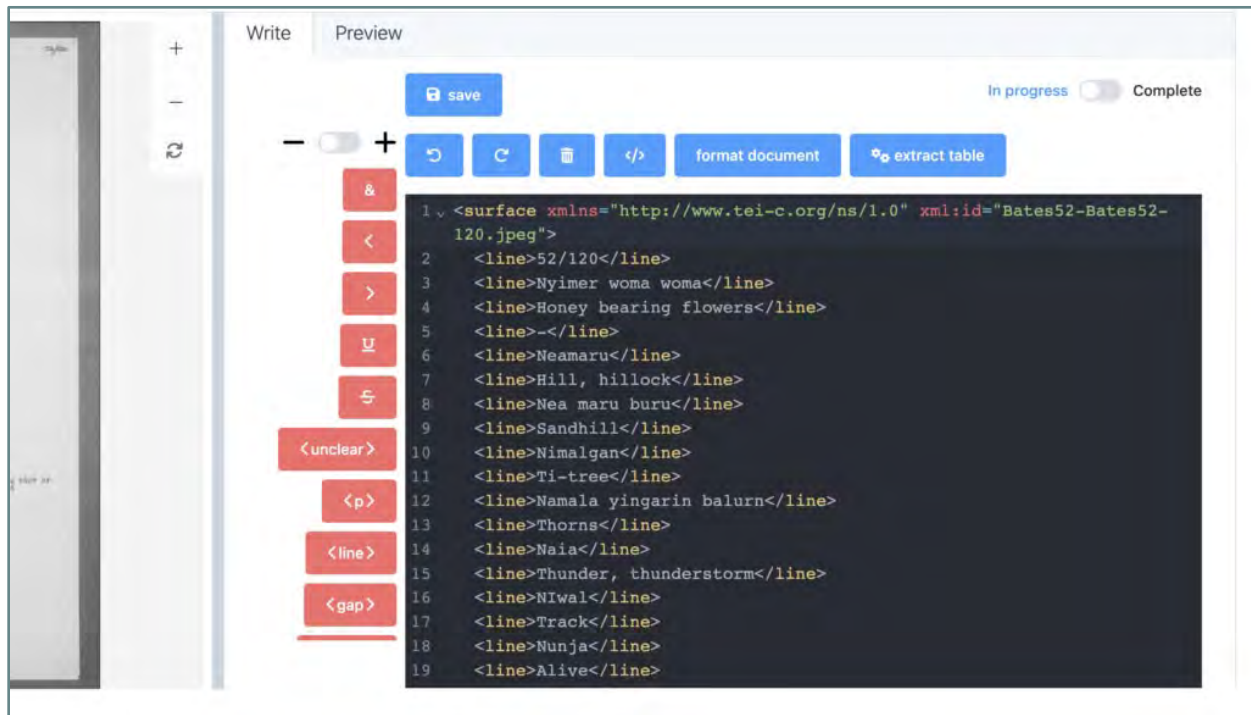 Write Preview
save
In progress Complete
format document extract table
&
<
>
U
S
<unclear>
<p>
<line>
<gap>
1 <surface xmlns="http://www.tei-c.org/ns/1.0" xml:id="Bates52-Bates52-
120.jpeg">
2 <line>52/120</line>
3 <line>Nyimer woma woma</line>
4 <line>Honey bearing flowers</line>
5 <line>-</line>
6 <line>Neamaru</line>
7 <line>Hill, hillock</line>
8 <line>Nea maru buru</line>
9 <line>Sandhill</line>
10 <line>Nimalgan</line>
11 <line>Ti-tree</line>
12 <line>Namala yingarin balurn</line>
13 <line>Thorns</line>
14 <line>Naia</line>
15 <line>Thunder, thunderstorm</line>
16 <line>NIwal</line>
17 <line>Track</line>
18 <line>Nunja</line>
19 <line>Alive</line>